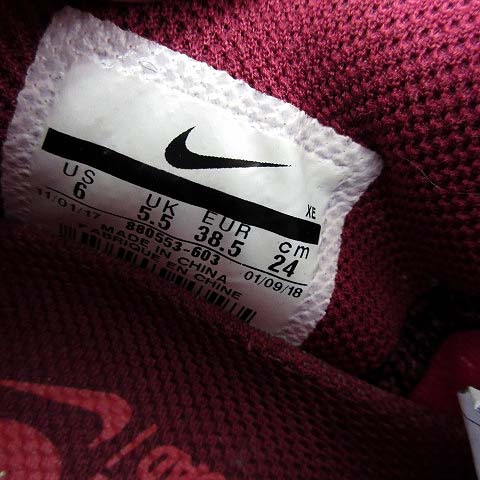 XE
US UK EUR cm
6 5.5 38.5 24
11/01/17 880553-603 01/09/18
MADE IN CHINA
FABRIQUÉ EN CHINE